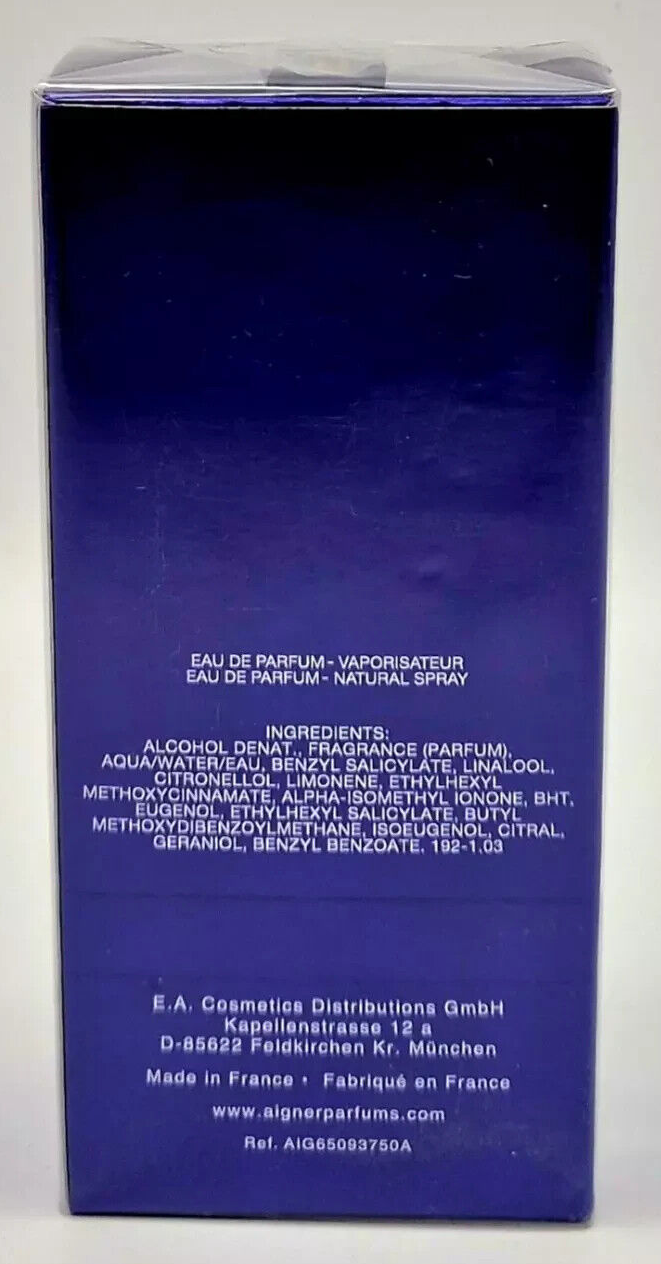 EAU DE PARFUM - VAPORISATEUR
EAU DE PARFUM - NATURAL SPRAY
INGREDIENTS:
ALCOHOL DENAT., FRAGRANCE (PARFUM),
AQUA/WATER/EAU, BENZYL SALICYLATE, LINALOOL,
CITRONELLOL, LIMONENE, ETHYLHEXYL
METHOXYCINNAMATE, ALPHA-ISOMETHYL IONONE, BHT,
EUGENOL, ETHYLHEXYL SALICYLATE, BUTYL
METHOXYDIBENZOYLMETHANE, ISOEUGENOL, CITRAL,
GERANIOL, BENZYL BENZOATE. 192-1.03
E.A. Cosmetics Distributions GmbH
Kapellenstrasse 12 a
D-85622 Feldkirchen Kr. München
Made in France • Fabriqué en France
www.aignerparfums.com
Ref. AIG65093750A